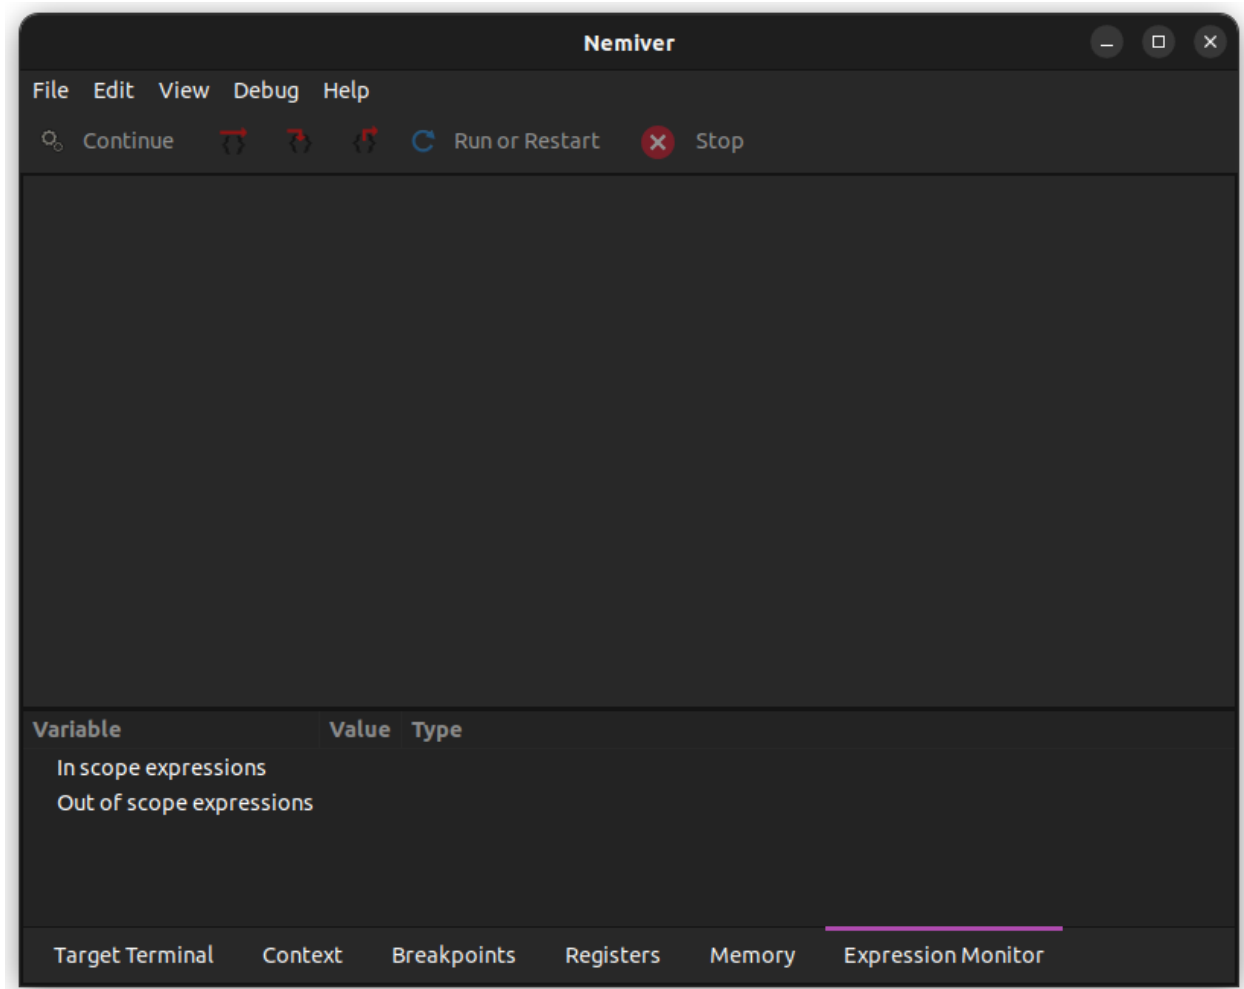 Nemiver
File Edit View Debug Help
Continue Run or Restart Stop
Variable Value Type
In scope expressions
Out of scope expressions
Target Terminal Context Breakpoints Registers Memory Expression Monitor